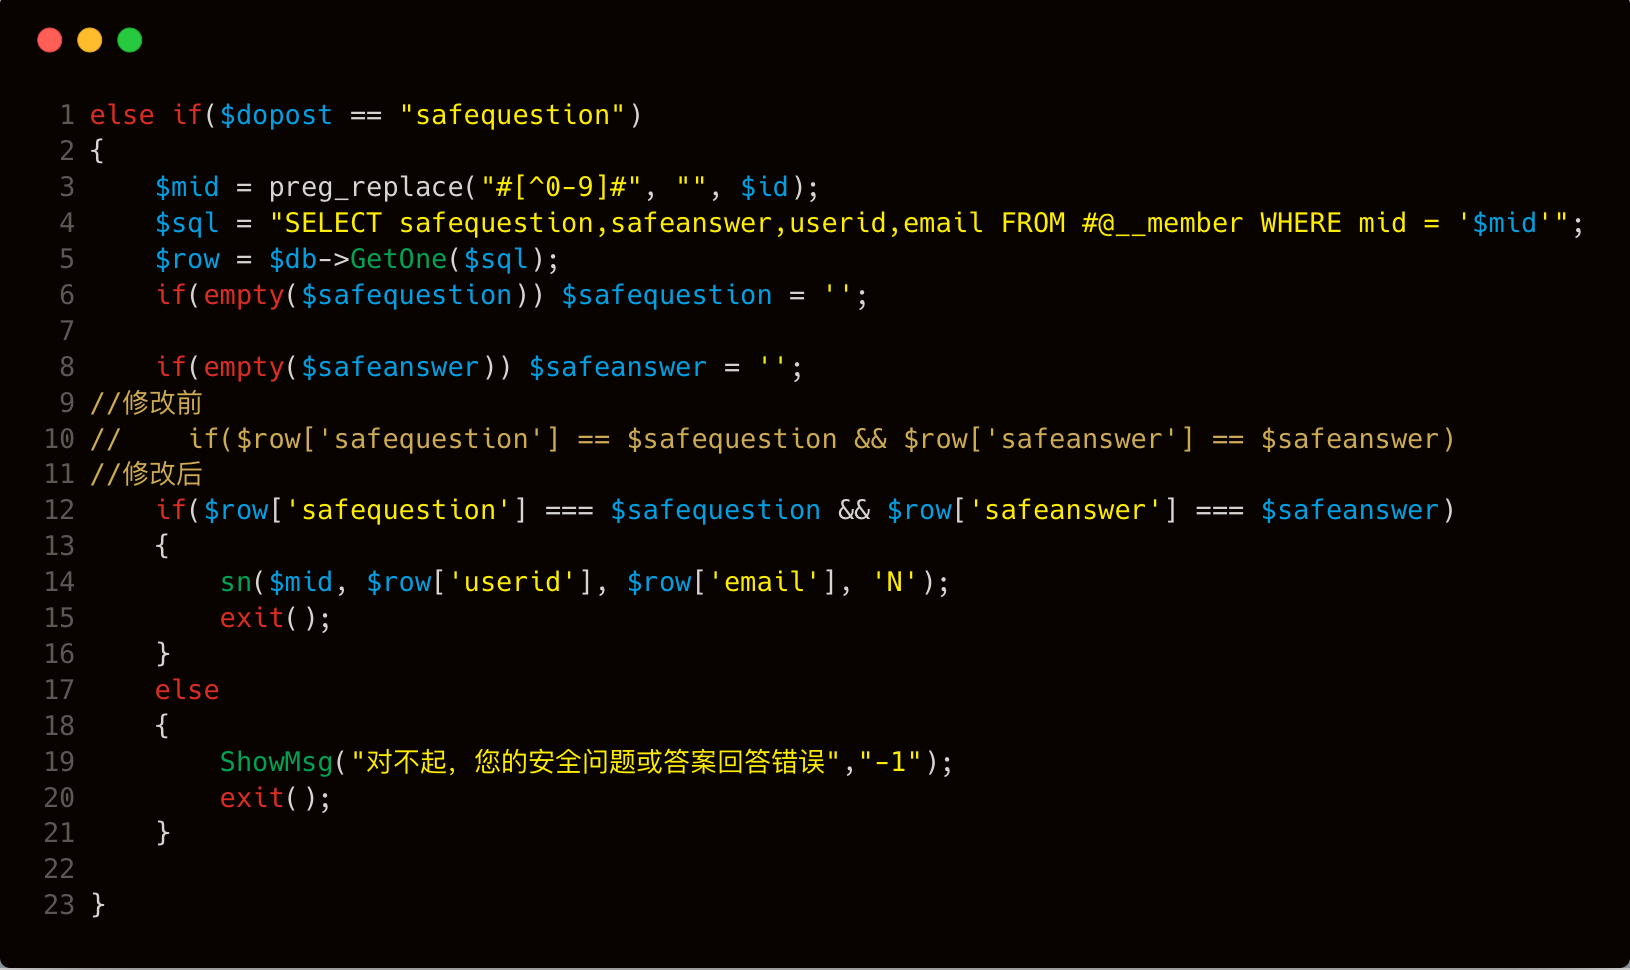 1 else if($dopost == "safequestion")
2 {
3     $mid = preg_replace("#[^0-9]#", "", $id);
4     $sql = "SELECT safequestion,safeanswer,userid,email FROM #@__member WHERE mid = '$mid'";
5     $row = $db->GetOne($sql);
6     if(empty($safequestion)) $safequestion = '';
7
8     if(empty($safeanswer)) $safeanswer = '';
9 //修改前
10 //    if($row['safequestion'] == $safequestion && $row['safeanswer'] == $safeanswer)
11 //修改后
12     if($row['safequestion'] === $safequestion && $row['safeanswer'] === $safeanswer)
13     {
14         sn($mid, $row['userid'], $row['email'], 'N');
15         exit();
16     }
17     else
18     {
19         ShowMsg("对不起，您的安全问题或答案回答错误","-1");
20         exit();
21     }
22
23 }